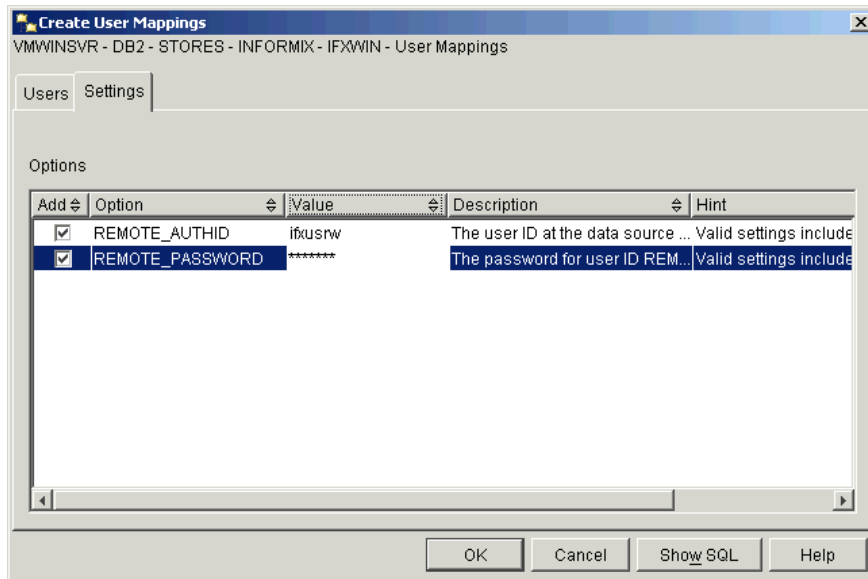 Create User Mappings
VMWINSVR - DB2 - STORES - INFORMIX - IFXWIN - User Mappings
Users Settings
Options
Add Option Value Description Hint
REMOTE_AUTHID ifxusrw The user ID at the data source ... Valid settings include
REMOTE_PASSWORD ******* The password for user ID REM... Valid settings include
OK Cancel Show SQL Help